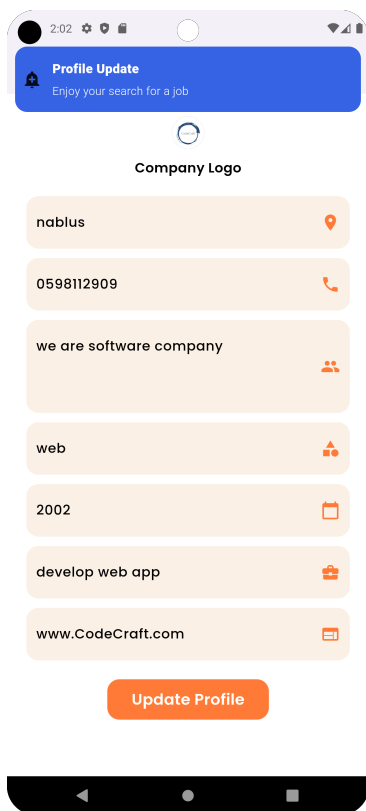 2:02
Profile Update
Enjoy your search for a job
Company Logo
nablus
0598112909
we are software company
web
2002
develop web app
www.CodeCraft.com
Update Profile